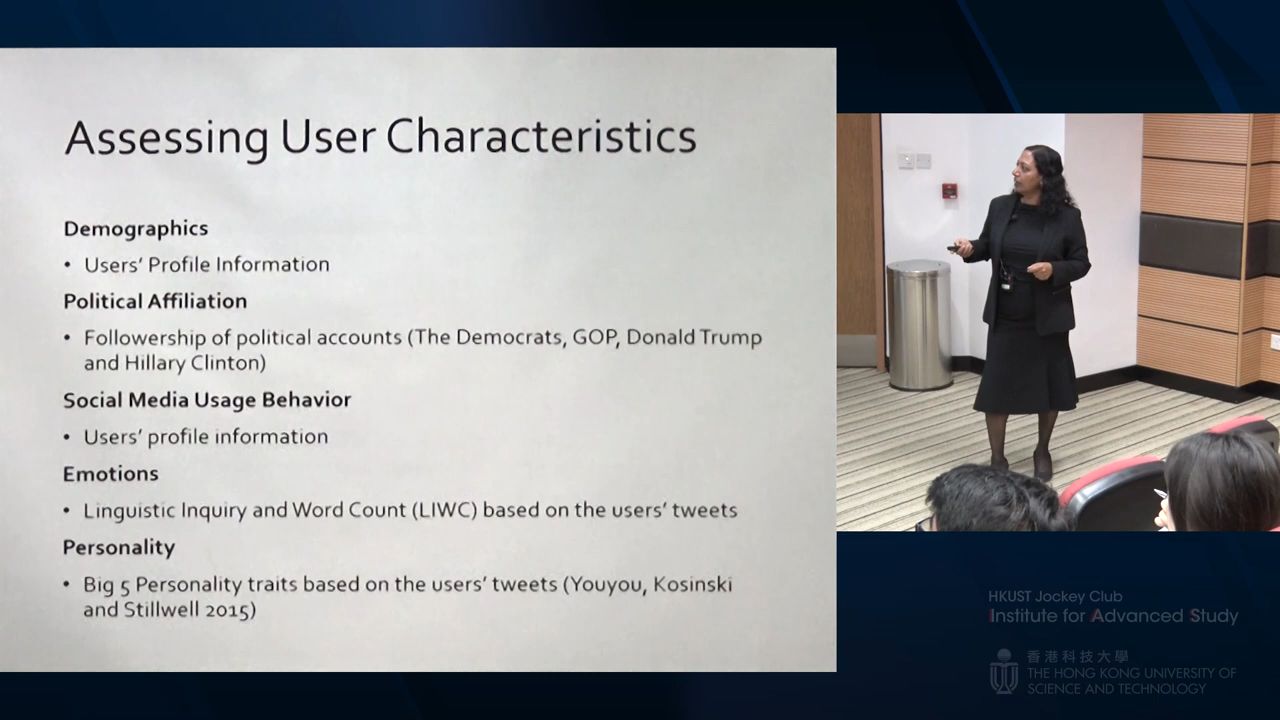 Assessing User Characteristics
Demographics
• Users' Profile Information
Political Affiliation
• Followership of political accounts (The Democrats, GOP, Donald Trump
and Hillary Clinton)
Social Media Usage Behavior
• Users' profile information
Emotions
• Linguistic Inquiry and Word Count (LIWC) based on the users' tweets
Personality
• Big 5 Personality traits based on the users' tweets (Youyou, Kosinski
and Stillwell 2015)
HKUST Jockey Club
Institute for Advanced Study
香港科技大學
THE HONG KONG UNIVERSITY OF
SCIENCE AND TECHNOLOGY